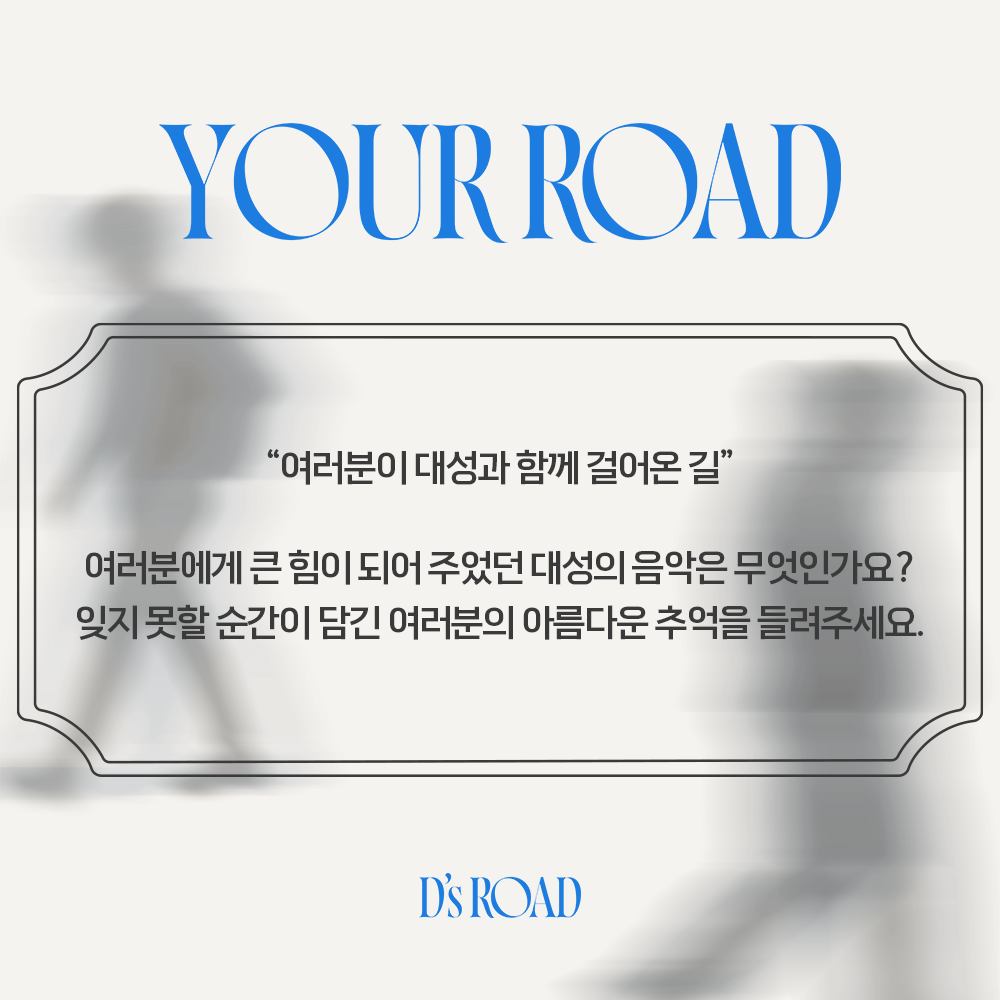 YOUR ROAD
“여러분이 대성과 함께 걸어온 길”
여러분에게 큰 힘이 되어 주었던 대성의 음악은 무엇인가요?
잊지 못할 순간이 담긴 여러분의 아름다운 추억을 들려주세요.
D's ROAD